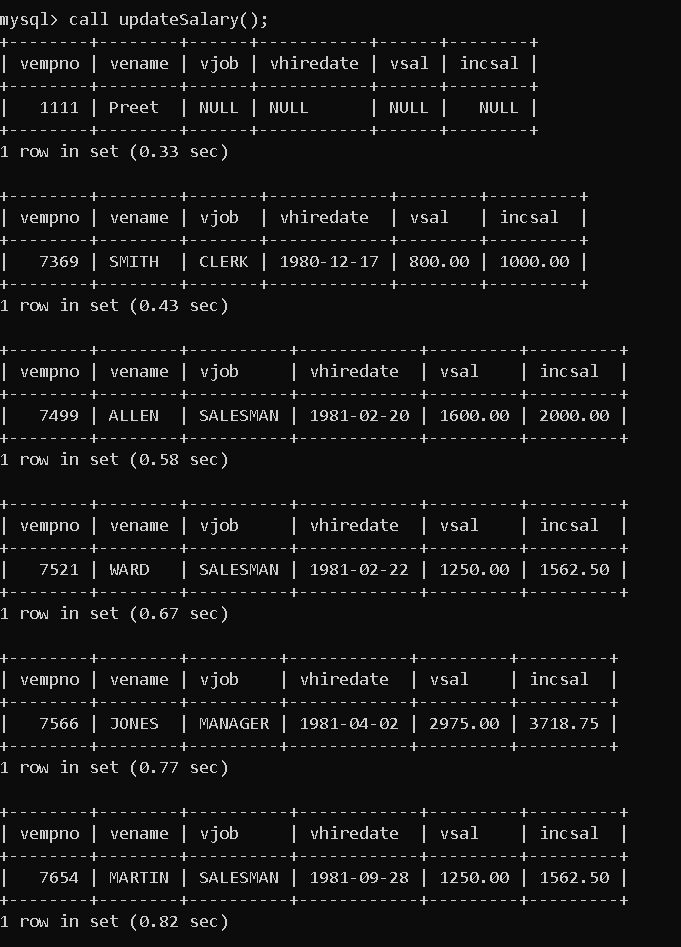 mysql> call updateSalary();
+--------+--------+------+-----------+------+--------+
| vempno | vename | vjob | vhiredate | vsal | incsal |
+--------+--------+------+-----------+------+--------+
|   1111 | Preet  | NULL | NULL      | NULL |   NULL |
+--------+--------+------+-----------+------+--------+
1 row in set (0.33 sec)

+--------+--------+-------+------------+--------+---------+
| vempno | vename | vjob  | vhiredate  | vsal   | incsal  |
+--------+--------+-------+------------+--------+---------+
|   7369 | SMITH  | CLERK | 1980-12-17 | 800.00 | 1000.00 |
+--------+--------+-------+------------+--------+---------+
1 row in set (0.43 sec)

+--------+--------+----------+------------+---------+---------+
| vempno | vename | vjob     | vhiredate  | vsal    | incsal  |
+--------+--------+----------+------------+---------+---------+
|   7499 | ALLEN  | SALESMAN | 1981-02-20 | 1600.00 | 2000.00 |
+--------+--------+----------+------------+---------+---------+
1 row in set (0.58 sec)

+--------+--------+----------+------------+---------+---------+
| vempno | vename | vjob     | vhiredate  | vsal    | incsal  |
+--------+--------+----------+------------+---------+---------+
|   7521 | WARD   | SALESMAN | 1981-02-22 | 1250.00 | 1562.50 |
+--------+--------+----------+------------+---------+---------+
1 row in set (0.67 sec)

+--------+--------+---------+------------+---------+---------+
| vempno | vename | vjob    | vhiredate  | vsal    | incsal  |
+--------+--------+---------+------------+---------+---------+
|   7566 | JONES  | MANAGER | 1981-04-02 | 2975.00 | 3718.75 |
+--------+--------+---------+------------+---------+---------+
1 row in set (0.77 sec)

+--------+--------+----------+------------+---------+---------+
| vempno | vename | vjob     | vhiredate  | vsal    | incsal  |
+--------+--------+----------+------------+---------+---------+
|   7654 | MARTIN | SALESMAN | 1981-09-28 | 1250.00 | 1562.50 |
+--------+--------+----------+------------+---------+---------+
1 row in set (0.82 sec)